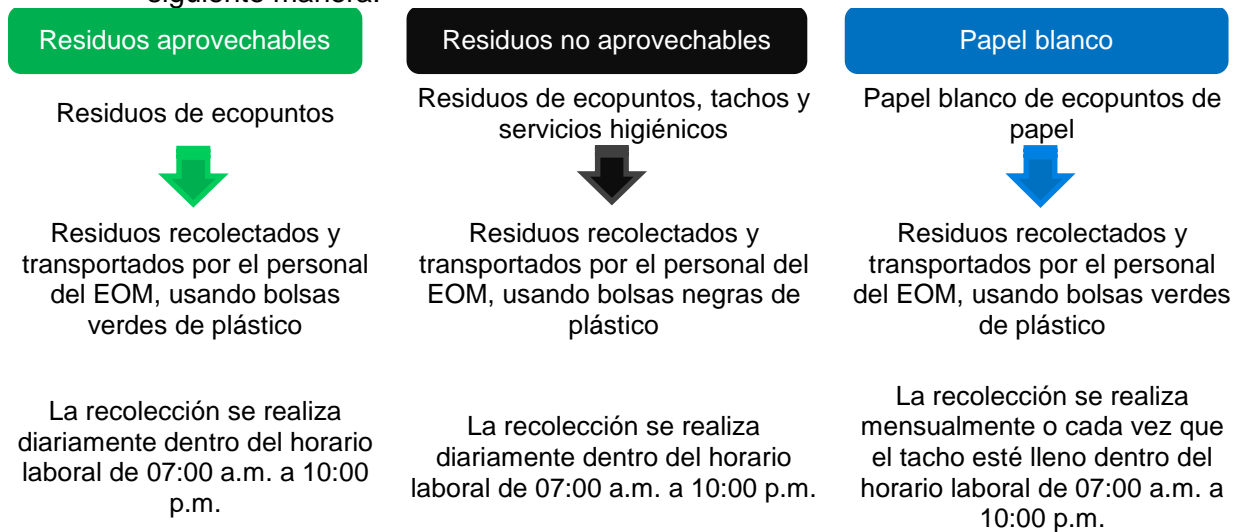 siguiente manera:
Residuos aprovechables
Residuos de ecopuntos
Residuos recolectados y
transportados por el personal
del EOM, usando bolsas
verdes de plástico
La recolección se realiza
diariamente dentro del horario
laboral de 07:00 a.m. a 10:00
p.m.
Residuos no aprovechables
Residuos de ecopuntos, tachos y
servicios higiénicos
Residuos recolectados y
transportados por el personal del
EOM, usando bolsas negras de
plástico
La recolección se realiza
diariamente dentro del horario
laboral de 07:00 a.m. a 10:00 p.m.
Papel blanco
Papel blanco de ecopuntos de
papel
Residuos recolectados y
transportados por el personal
del EOM, usando bolsas verdes
de plástico
La recolección se realiza
mensualmente o cada vez que
el tacho esté lleno dentro del
horario laboral de 07:00 a.m. a
10:00 p.m.